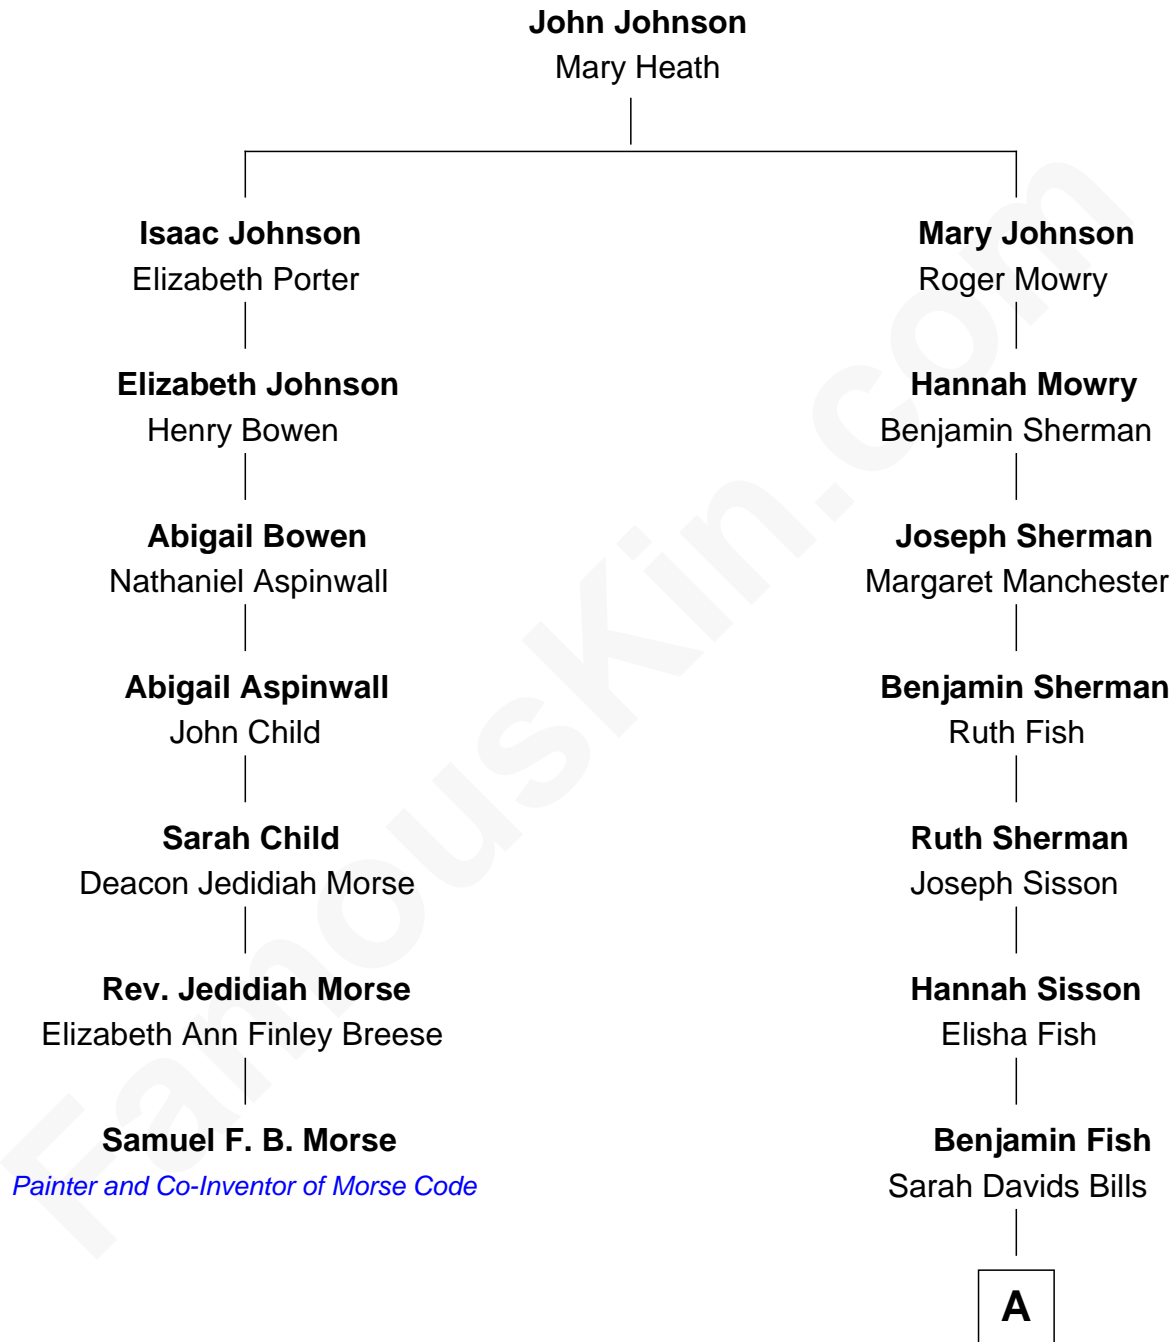 John Johnson
Mary Heath
Isaac Johnson
Elizabeth Porter
Elizabeth Johnson
Henry Bowen
Abigail Bowen
Nathaniel Aspinwall
Abigail Aspinwall
John Child
Sarah Child
Deacon Jedidiah Morse
Rev. Jedidiah Morse
Elizabeth Ann Finley Breese
Samuel F. B. Morse
Painter and Co-Inventor of Morse Code
Mary Johnson
Roger Mowry
Hannah Mowry
Benjamin Sherman
Joseph Sherman
Margaret Manchester
Benjamin Sherman
Ruth Fish
Ruth Sherman
Joseph Sisson
Hannah Sisson
Elisha Fish
Benjamin Fish
Sarah Davids Bills
A
FamousKin.com